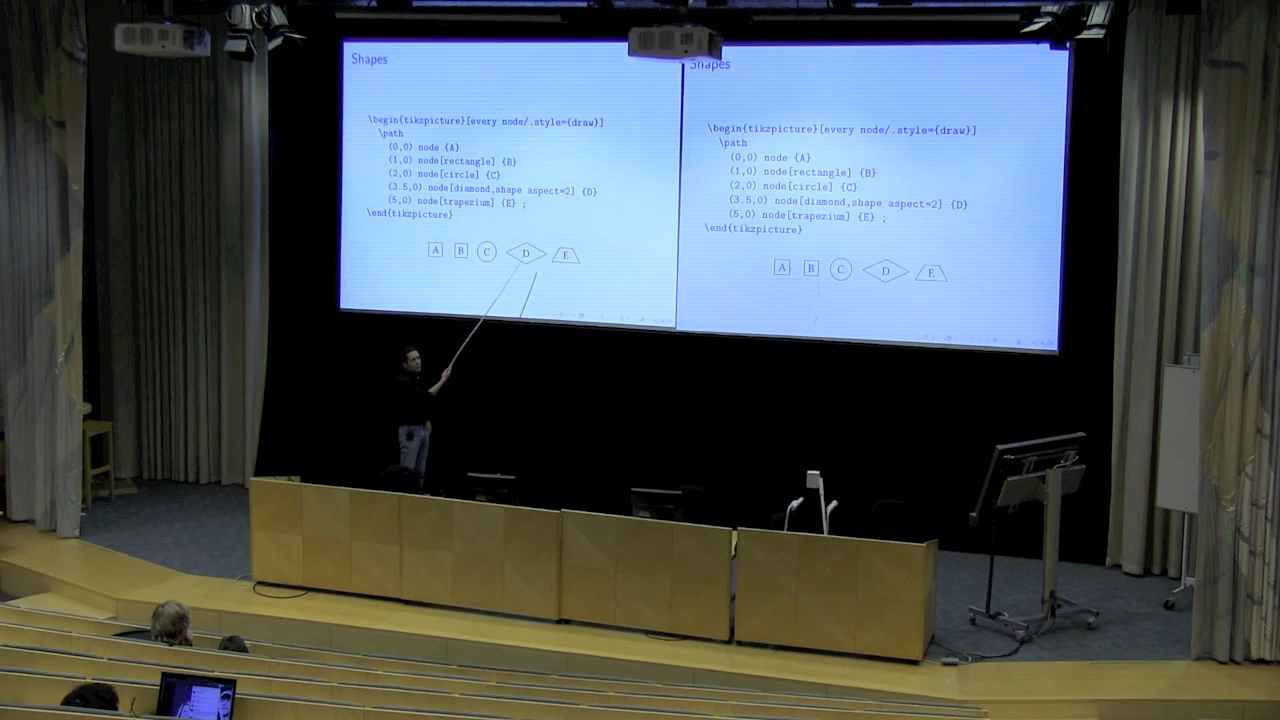 Shapes
\begin{tikzpicture}[every node/.style={draw}]
\path
(0,0) node {A}
(1,0) node[rectangle] {B}
(2,0) node[circle] {C}
(3.5,0) node[diamond,shape aspect=2] {D}
(5,0) node[trapezium] {E} ;
\end{tikzpicture}
A B C D E
Shapes
\begin{tikzpicture}[every node/.style={draw}]
\path
(0,0) node {A}
(1,0) node[rectangle] {B}
(2,0) node[circle] {C}
(3.5,0) node[diamond,shape aspect=2] {D}
(5,0) node[trapezium] {E} ;
\end{tikzpicture}
A B C D E